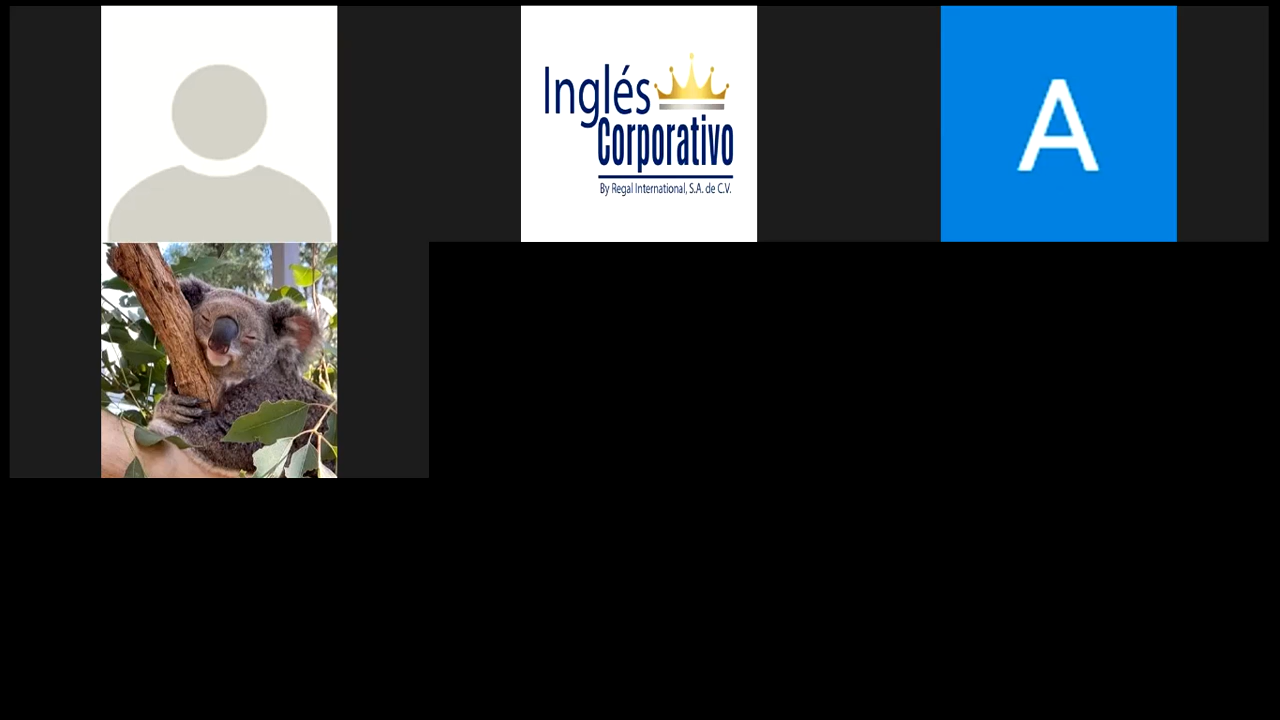 Inglés
Corporativo
By Regal International, S.A. de C.V.
A